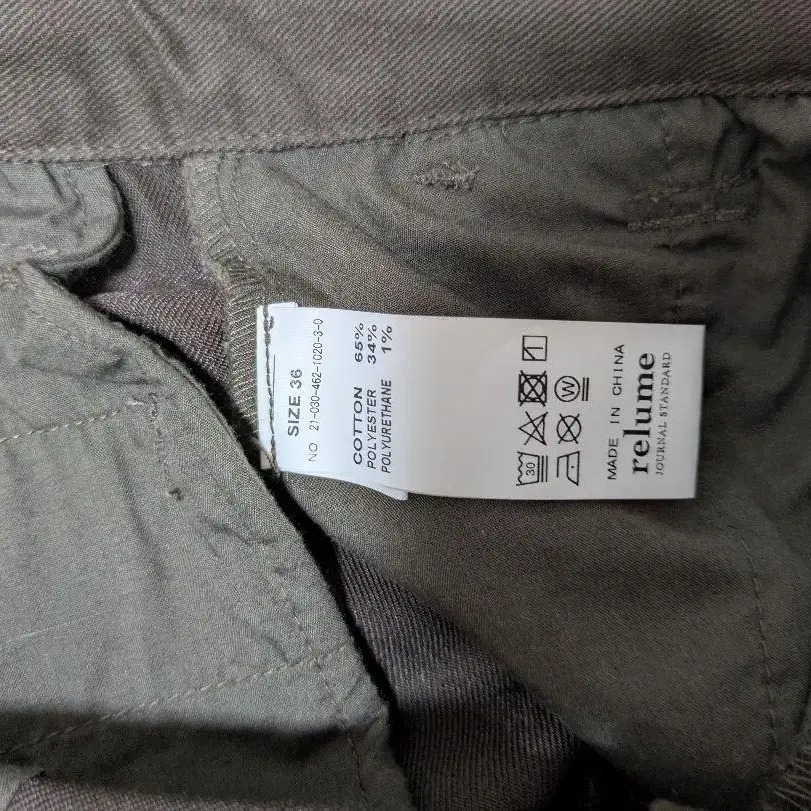 SIZE 36
NO 21-030-462-1020-3-0
COTTON 65%
POLYESTER 34%
POLYURETHANE 1%
30
W
MADE IN CHINA
relume
JOURNAL STANDARD